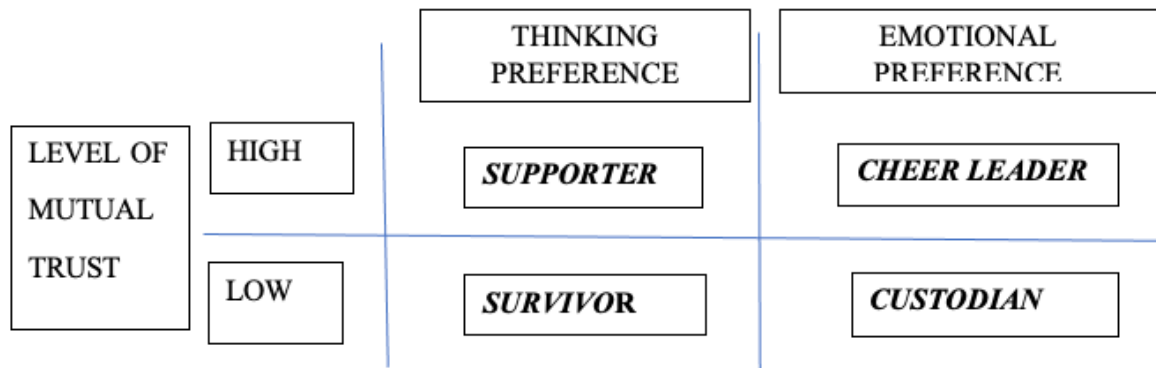 THINKING
PREFERENCE
EMOTIONAL
PREFERENCE
LEVEL OF
MUTUAL
TRUST
HIGH
SUPPORTER
CHEER LEADER
LOW
SURVIVOR
CUSTODIAN